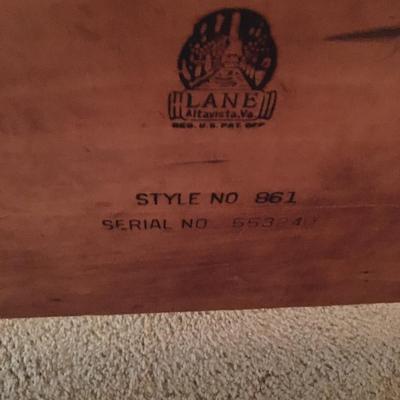 LANE
Altavista, Va.
REG. U.S. PAT. OFF
STYLE NO 861
SERIAL NO